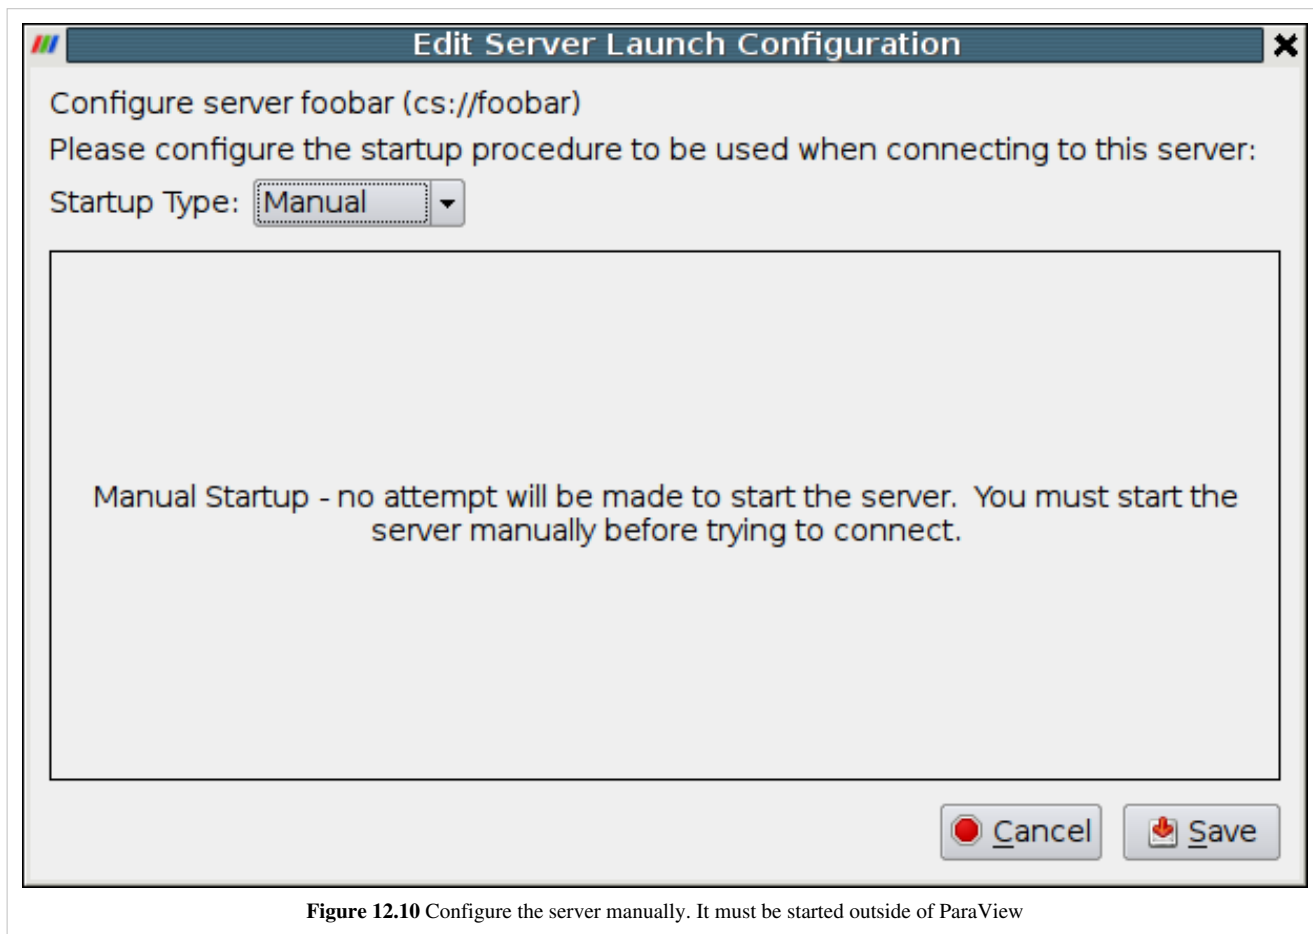 Edit Server Launch Configuration
Configure server foobar (cs://foobar)
Please configure the startup procedure to be used when connecting to this server:
Startup Type: Manual
Manual Startup - no attempt will be made to start the server.  You must start the
server manually before trying to connect.
Cancel Save
Figure 12.10 Configure the server manually. It must be started outside of ParaView